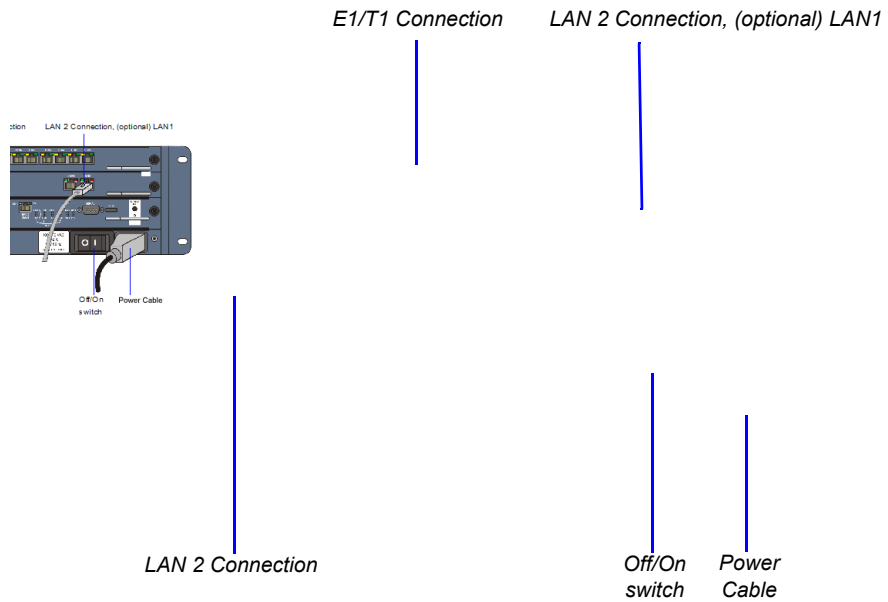 E1/T1 Connection
LAN 2 Connection, (optional) LAN1
ction LAN 2 Connection, (optional) LAN1
O I
Off/On
switch
Power Cable
LAN 2 Connection
Off/On
switch
Power
Cable